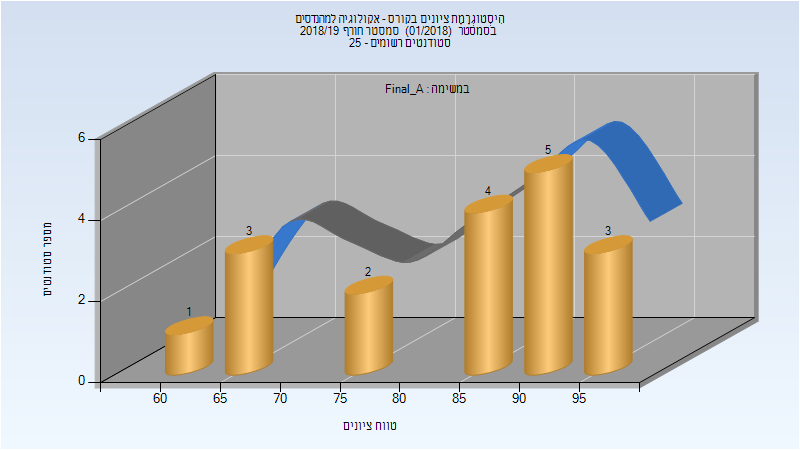 היסטוגרמת ציונים בקורס - אקולוגיה למהנדסים
בסמסטר (01/2018) סמסטר חורף 2018/19
סטודנטים רשומים - 25
במשימה : Final_A
6
4
2
0
מספר סטודנטים
1
3
2
4
5
3
60 65 70 75 80 85 90 95
טווח ציונים